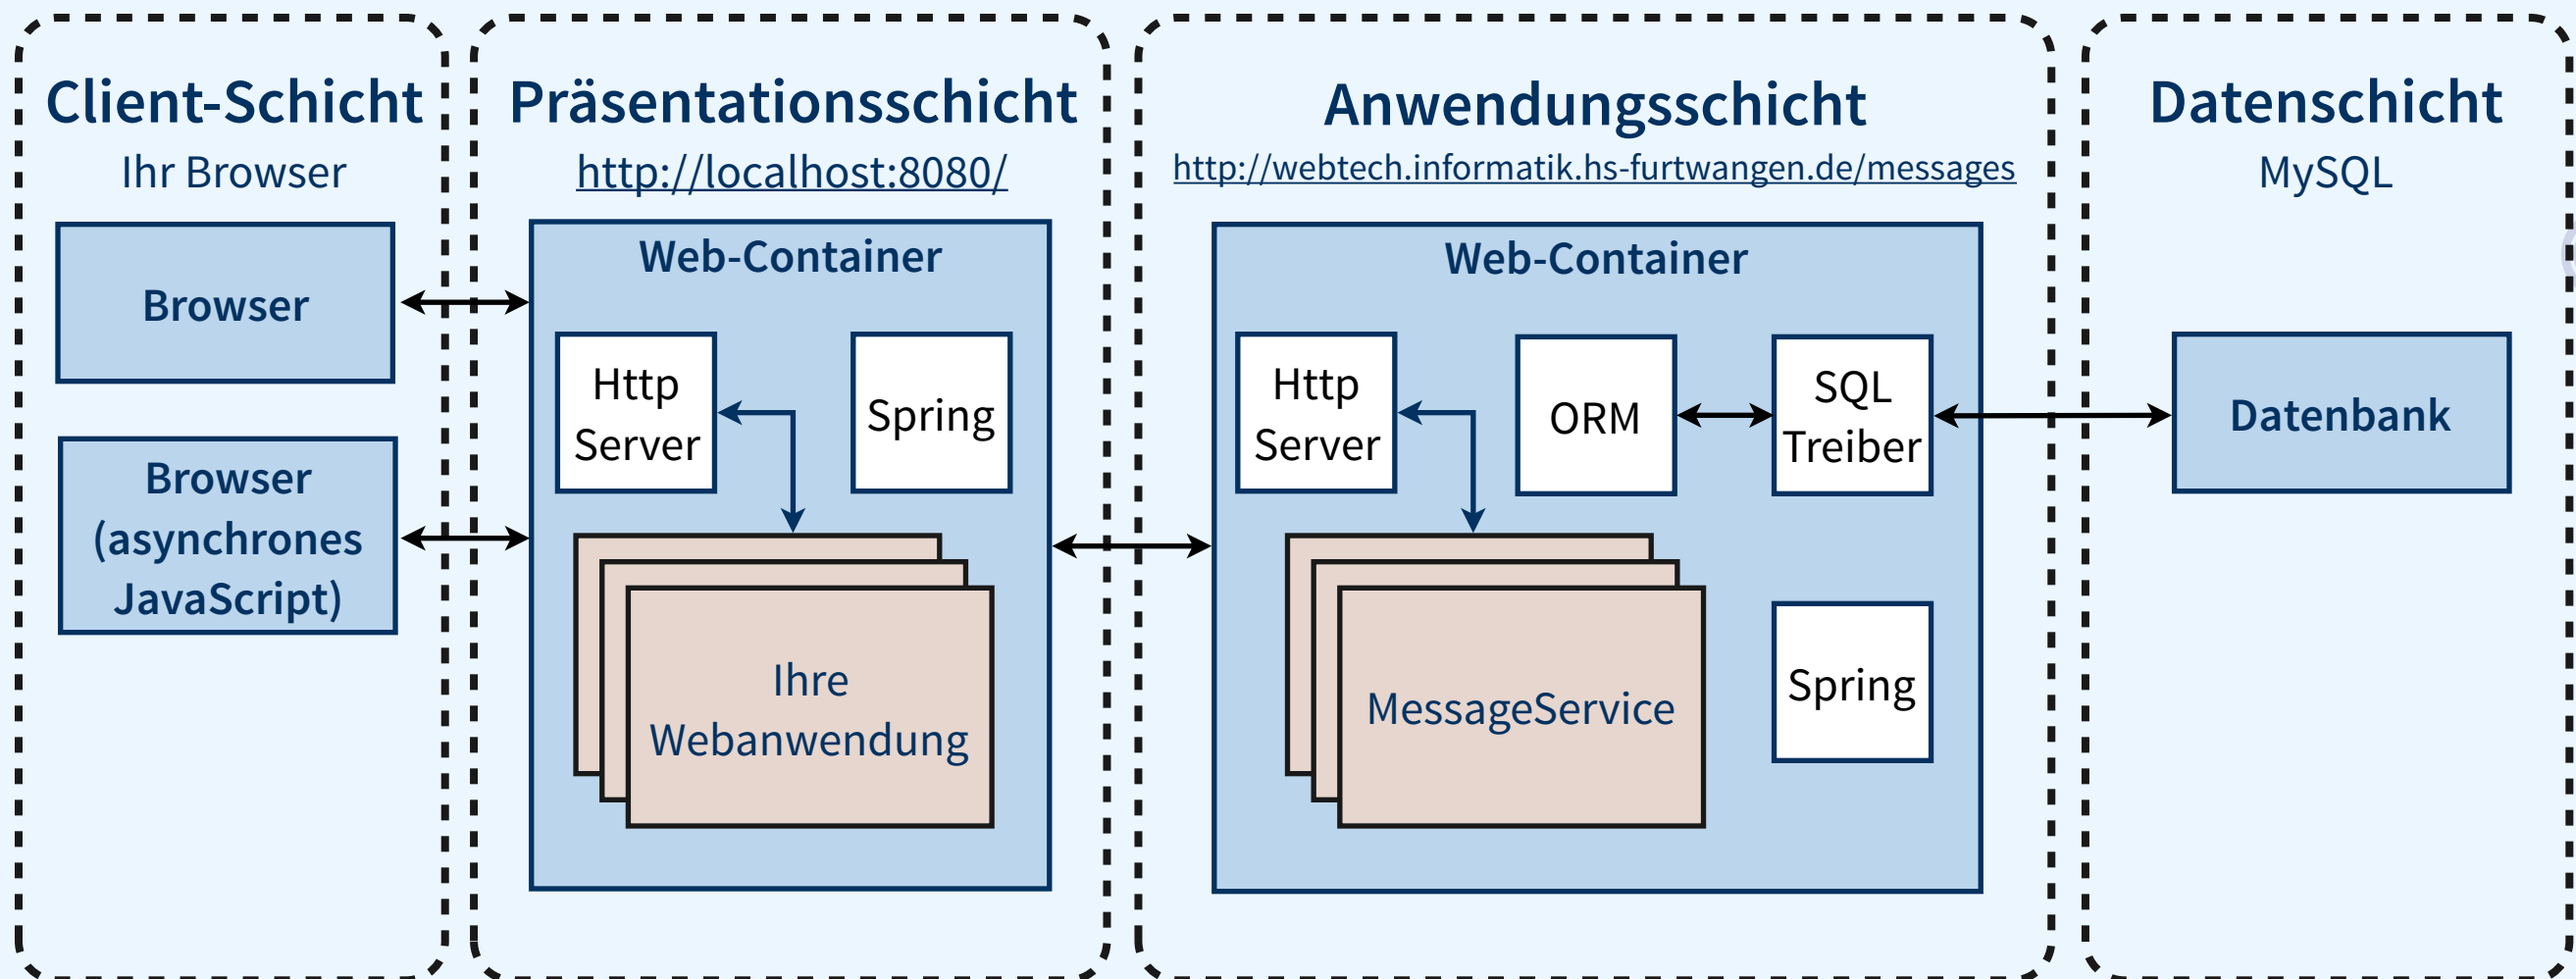 Client-Schicht
Ihr Browser
Browser
Browser
(asynchrones
JavaScript)
Präsentationsschicht
http://localhost:8080/
Web-Container
Http
Server
Spring
Ihre
Webanwendung
Anwendungsschicht
http://webtech.informatik.hs-furtwangen.de/messages
Web-Container
Http
Server
ORM
SQL
Treiber
MessageService
Spring
Datenschicht
MySQL
Datenbank